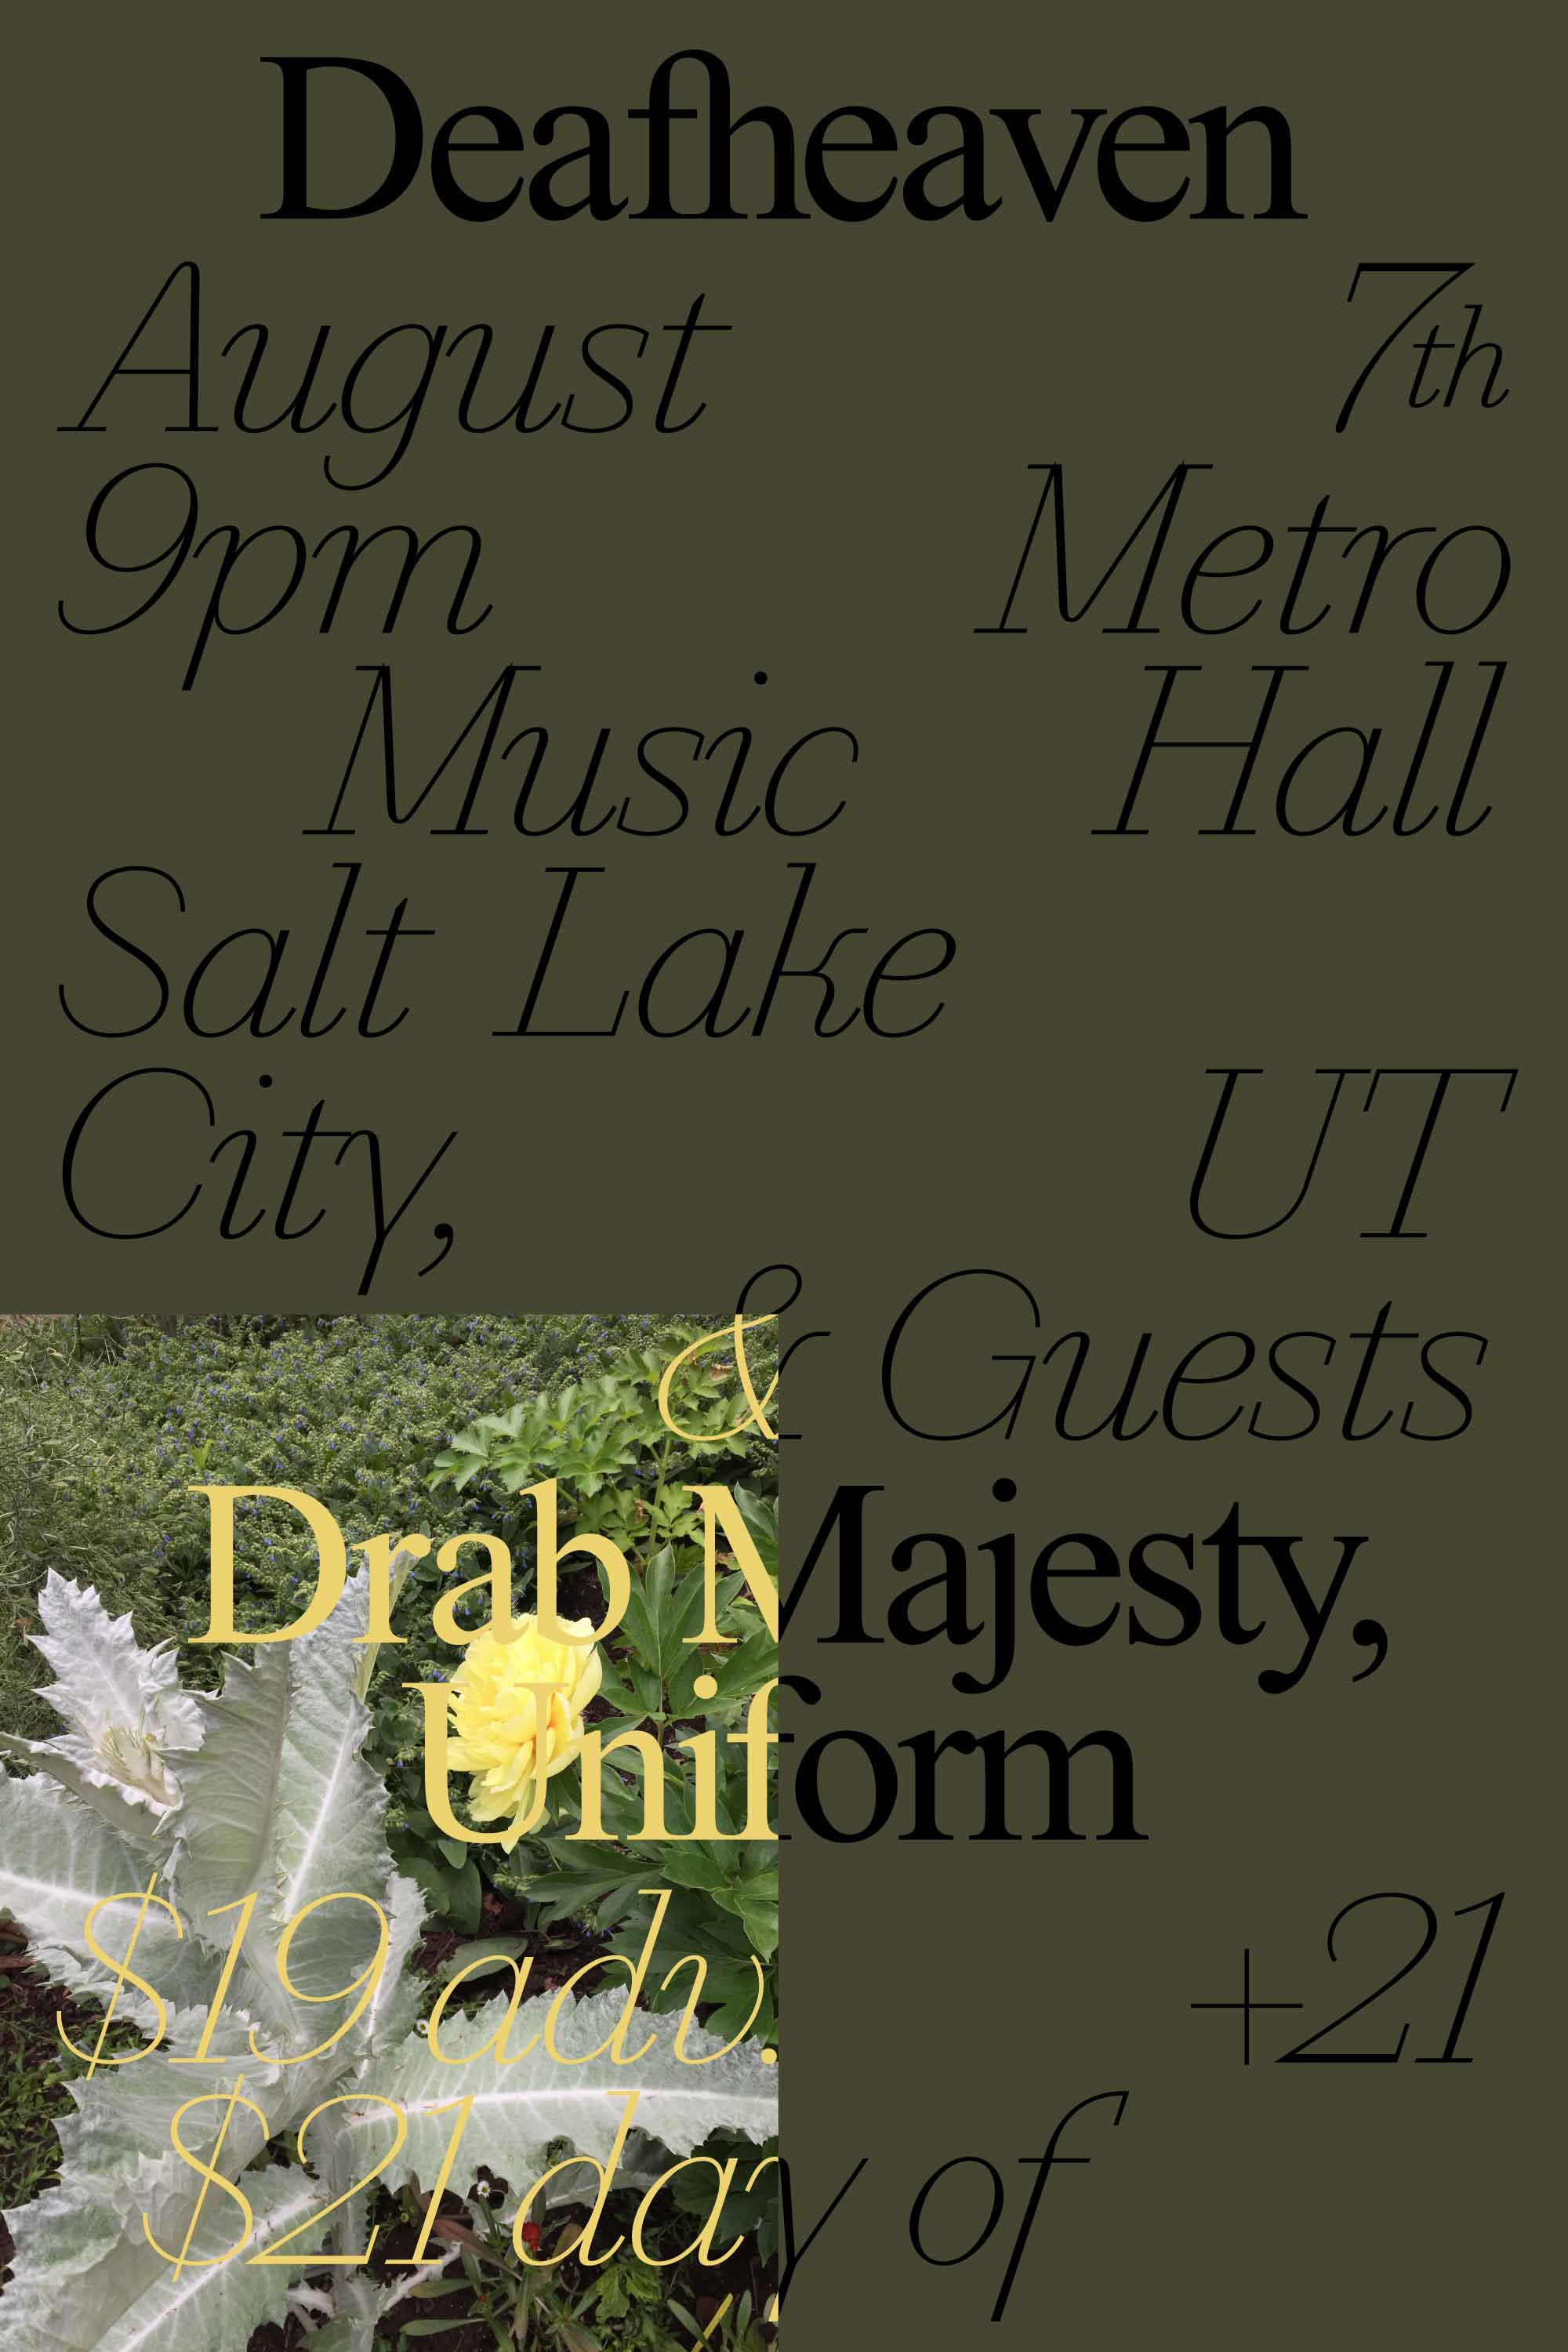 Deafheaven
August 7th
9pm Metro
Music Hall
Salt Lake
City, UT
& Guests
Drab Majesty,
Uniform
$19 adv. +21
$21 day of